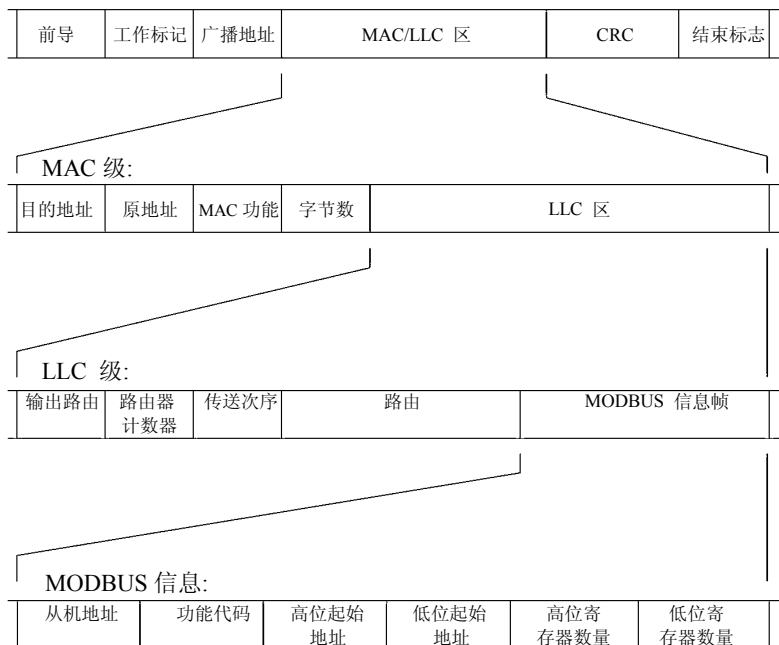 前导 工作标记 广播地址 MAC/LLC 区 CRC 结束标志
MAC 级:
目的地址 原地址 MAC 功能 字节数 LLC 区
LLC 级:
输出路由 路由器 传送次序 路由 MODBUS 信息帧
计数器
MODBUS 信息:
从机地址 功能代码 高位起始 低位起始 高位寄 低位寄
地址 地址 存器数量 存器数量